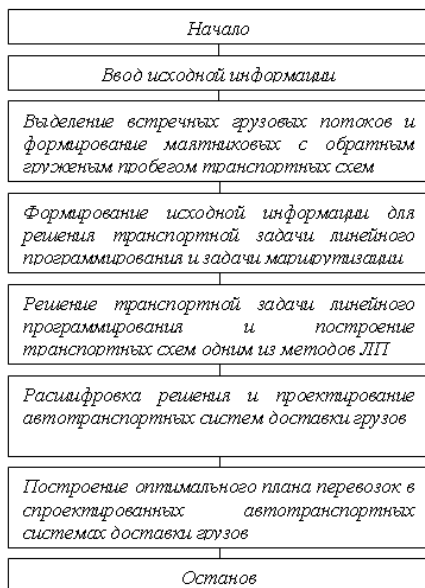 Начало
Ввод исходной информации
Выделение встречных грузовых потоков и
формирование маятниковых с обратным
груженым пробегом транспортных схем
Формирование исходной информации для
решения транспортной задачи линейного
программирования и задачи маршрутизации
Решение транспортной задачи линейного
программирования и построение
транспортных схем одним из методов ЛП
Расшифровка решения и проектирование
автотранспортных систем доставки грузов
Построение оптимального плана перевозок в
спроектированных автотранспортных
системах доставки грузов
Останов